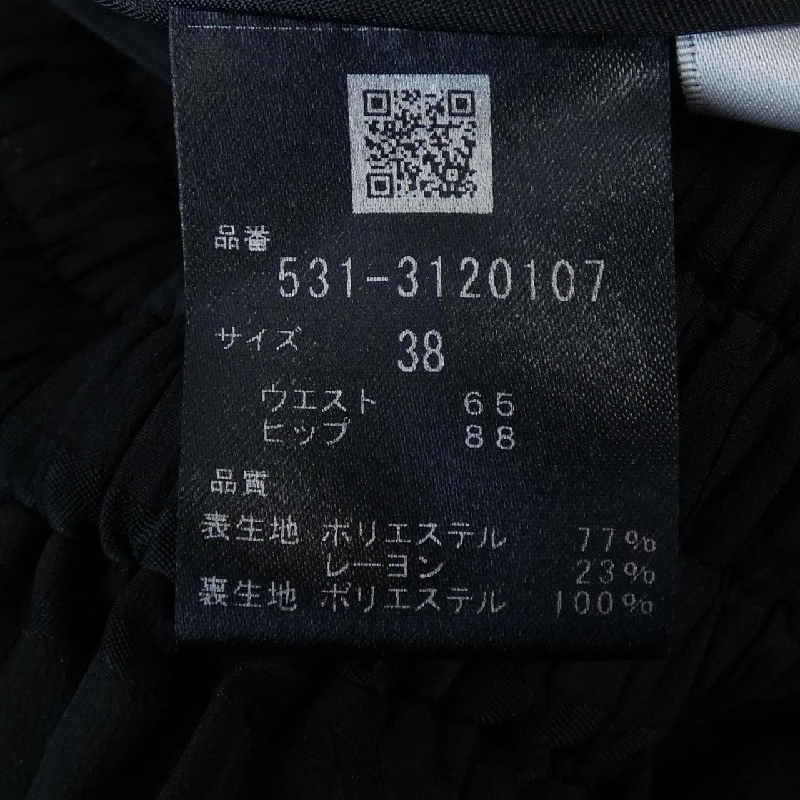 品番
531-3120107
サイズ 38
ウエスト 65
ヒップ 88
品質
表生地 ポリエステル 77%
レーヨン 23%
裏生地 ポリエステル 100%